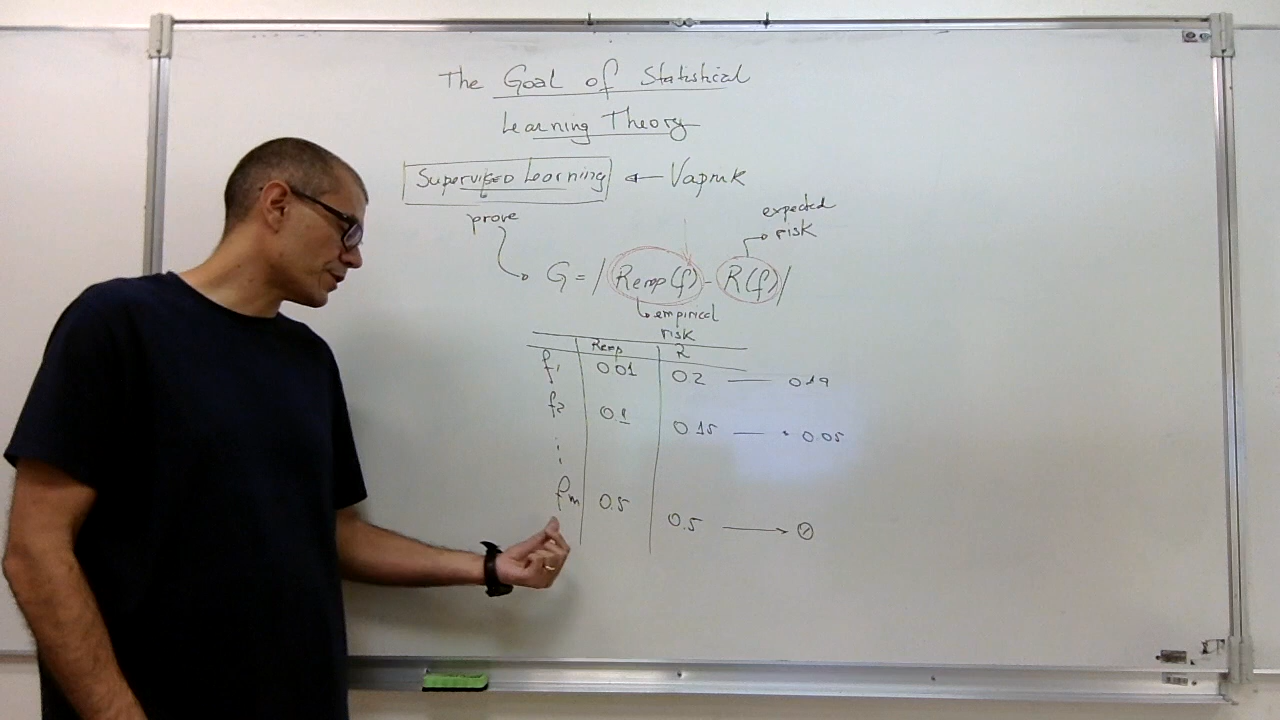 The Goal of Statistical
Learning Theory
Supervised Learning ← Vapnik
prove
expected
risk
G = | Remp(f) - R(f) |
empirical
risk
Remp R
f1 0.01 0.2 — 0.19
f2 0.1 0.15 — 0.05
⋮
fm 0.5 0.5 → 0